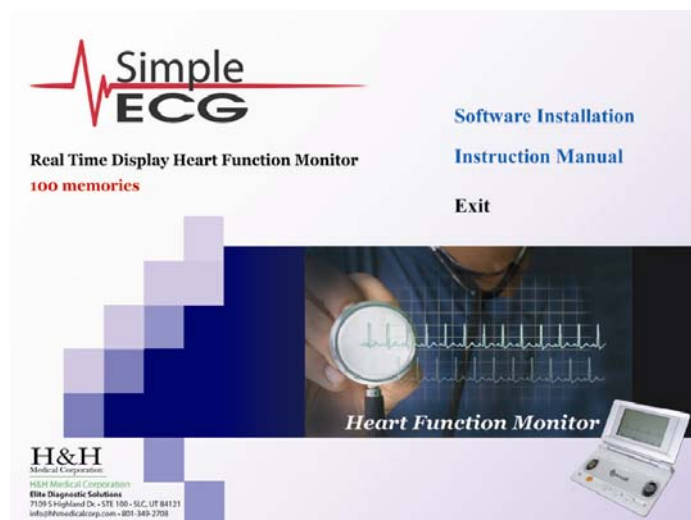 Simple
ECG
Real Time Display Heart Function Monitor
100 memories
Software Installation
Instruction Manual
Exit
Heart Function Monitor
H&H
Medical Corporation
H&H Medical Corporation
Elite Diagnostic Solutions
7109 S Highland Dr. • STE 100 • SLC, UT 84121
info@hhmedicalcorp.com • 801-349-2708